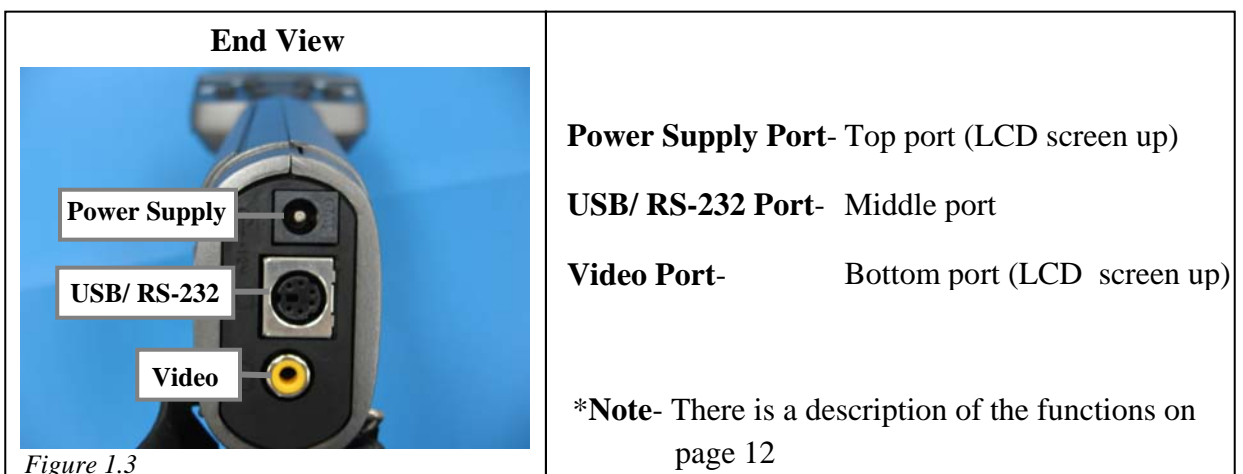 End View
Power Supply
USB/ RS-232
Video
Figure 1.3
Power Supply Port- Top port (LCD screen up)
USB/ RS-232 Port- Middle port
Video Port- Bottom port (LCD screen up)
*Note- There is a description of the functions on
page 12